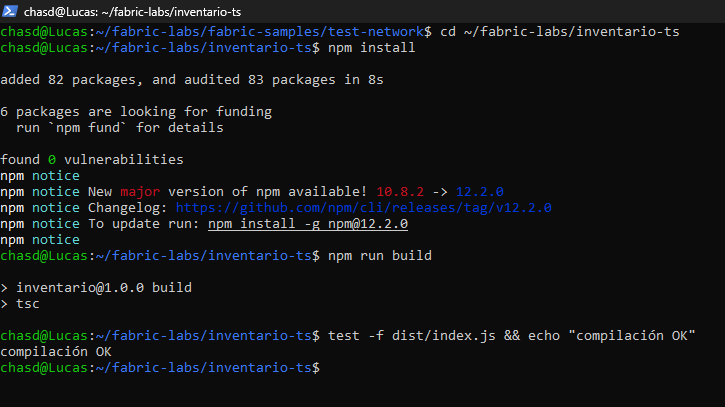 chasd@Lucas: ~/fabric-labs/inventario-ts
chasd@Lucas:~/fabric-labs/fabric-samples/test-network$ cd ~/fabric-labs/inventario-ts
chasd@Lucas:~/fabric-labs/inventario-ts$ npm install
added 82 packages, and audited 83 packages in 8s
6 packages are looking for funding
  run `npm fund` for details
found 0 vulnerabilities
npm notice
npm notice New major version of npm available! 10.8.2 -> 12.2.0
npm notice Changelog: https://github.com/npm/cli/releases/tag/v12.2.0
npm notice To update run: npm install -g npm@12.2.0
npm notice
chasd@Lucas:~/fabric-labs/inventario-ts$ npm run build
> inventario@1.0.0 build
> tsc
chasd@Lucas:~/fabric-labs/inventario-ts$ test -f dist/index.js && echo "compilación OK"
compilación OK
chasd@Lucas:~/fabric-labs/inventario-ts$